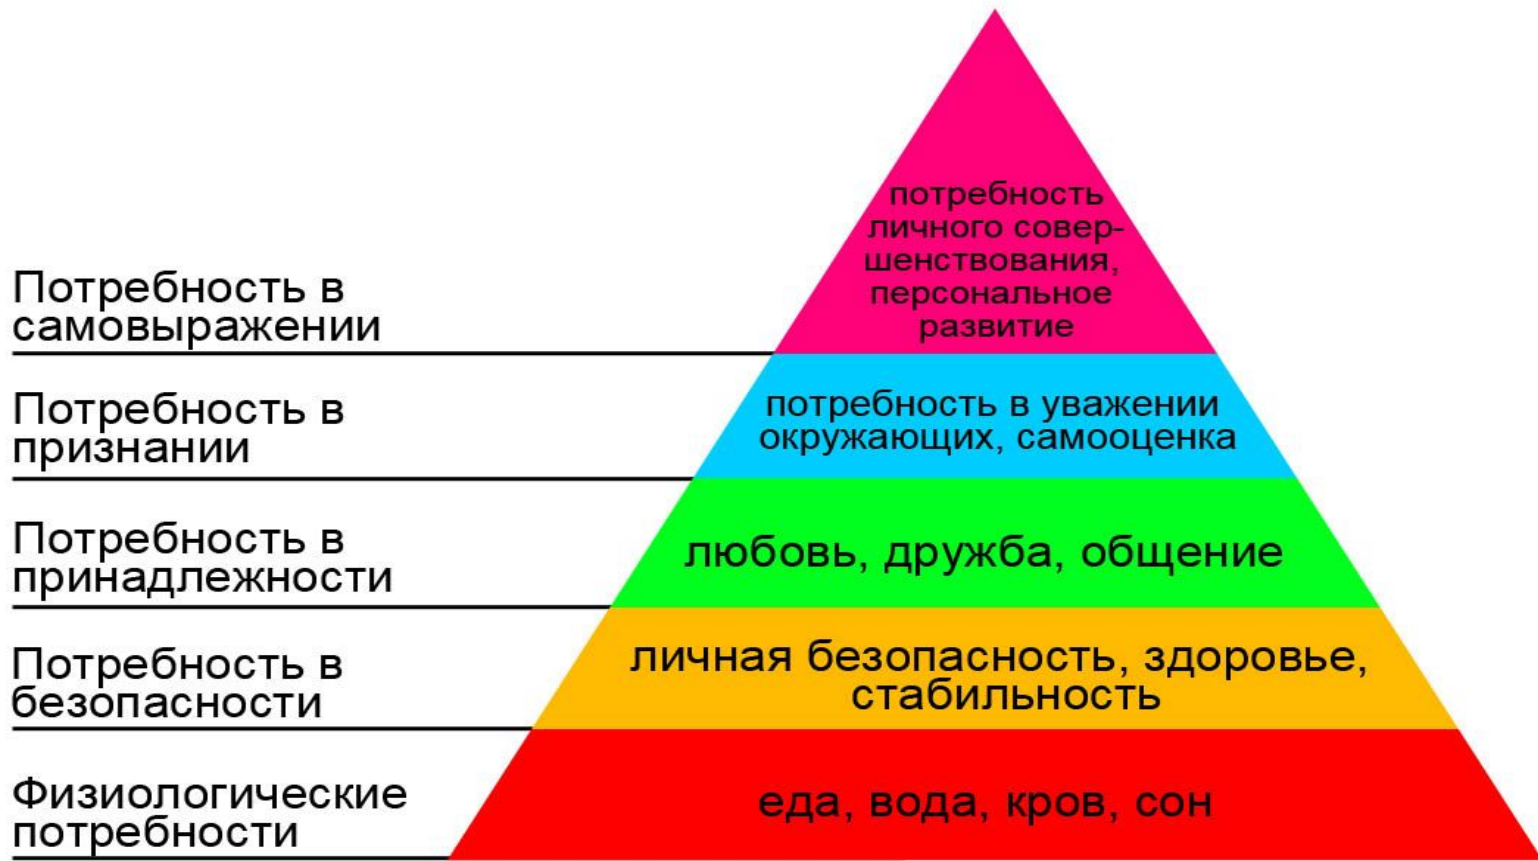 потребность
личного совер-
шенствования,
персональное
развитие
Потребность в
самовыражении
потребность в уважении
окружающих, самооценка
Потребность в
признании
любовь, дружба, общение
Потребность в
принадлежности
личная безопасность, здоровье,
стабильность
Потребность в
безопасности
еда, вода, кров, сон
Физиологические
потребности